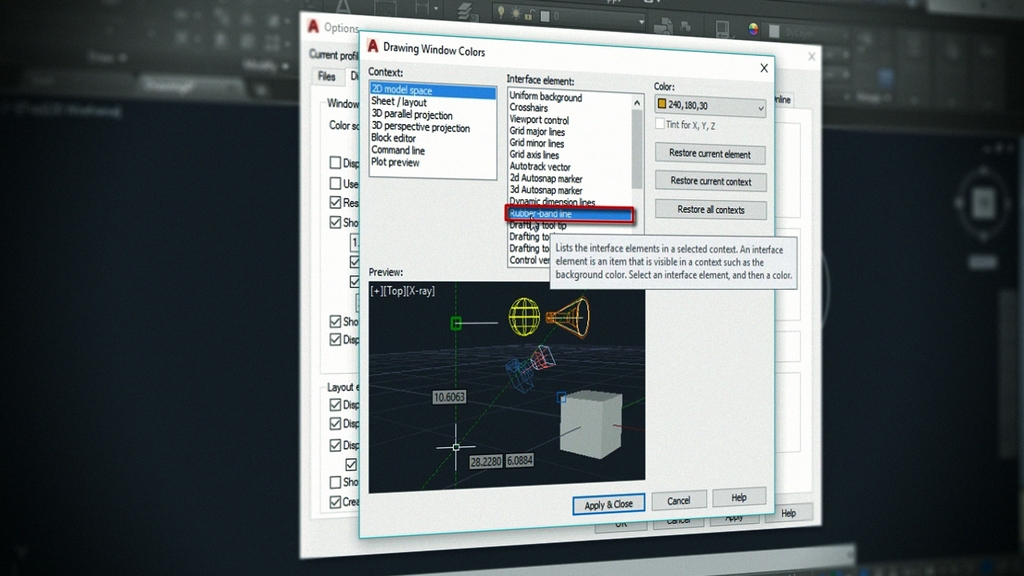 Options
Drawing Window Colors
Current profil
Files
Di
Context:
2D model space
Sheet / layout
3D parallel projection
3D perspective projection
Block editor
Command line
Plot preview
Interface element:
Uniform background
Crosshairs
Viewport control
Grid major lines
Grid minor lines
Grid axis lines
Autotrack vector
2d Autosnap marker
3d Autosnap marker
Dynamic dimension lines
Rubber-band line
Drafting tool tip
Drafting to
Drafting to
Control ve
Color:
240,180,30
Tint for X, Y, Z
Restore current element
Restore current context
Restore all contexts
Lists the interface elements in a selected context. An interface
element is an item that is visible in a context such as the
background color. Select an interface element, and then a color.
nline
Window
Color sc
Disp
Use
Res
Sho
1
Sho
Disp
Layout e
Disp
Disp
Disp
Sho
Crea
Preview:
[+][Top][X-ray]
10.6063
28.2280
6.0884
Apply & Close
Cancel
Help
OK
Cancel
Apply
Help